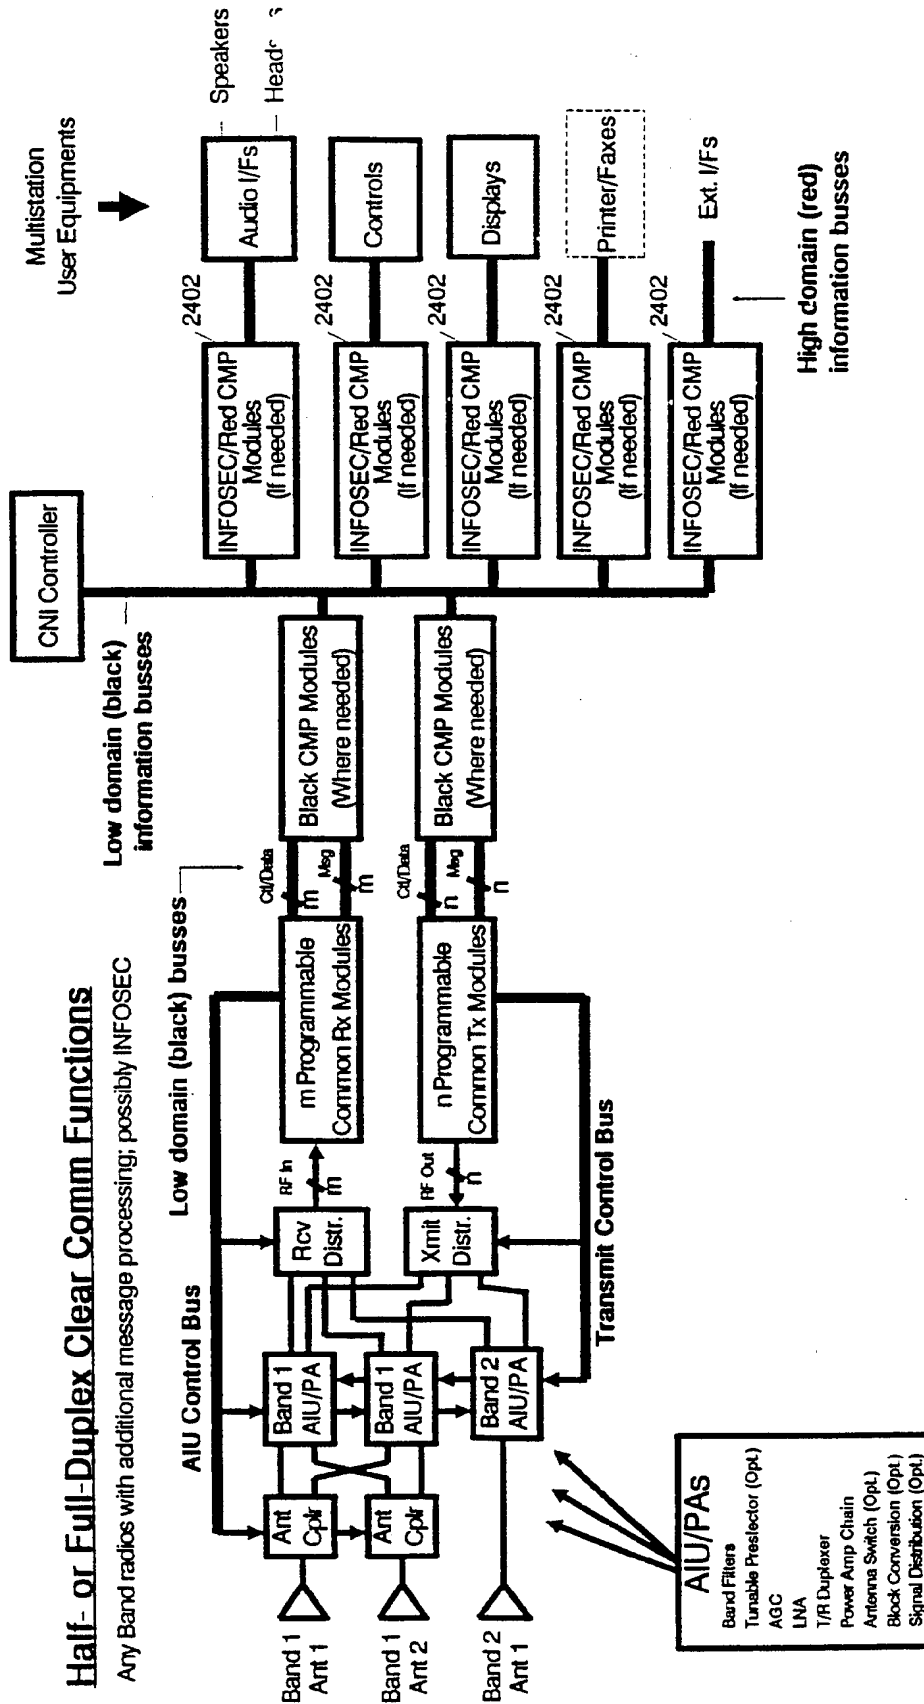 Half- or Full-Duplex Clear Comm Functions
Any Band radios with additional message processing; possibly INFOSEC
CNI Controller
Multistation
User Equipments
Low domain (black)
information busses
Low domain (black) busses
AIU Control Bus
Band 1
Ant 1
Band 1
Ant 2
Band 2
Ant 1
Ant
Cplr
Ant
Cplr
Band 1
AIU/PA
Band 1
AIU/PA
Band 2
AIU/PA
Rcv
Distr.
Xmit
Distr.
RF In
m
RF Out
n
m Programmable
Common Rx Modules
n Programmable
Common Tx Modules
Ctl/Data
m
Msg
m
Ctl/Data
n
Msg
n
Black CMP Modules
(Where needed)
Black CMP Modules
(Where needed)
INFOSEC/Red CMP
Modules
(If needed)
2402
Audio I/Fs
Speakers
INFOSEC/Red CMP
Modules
(If needed)
2402
Controls
INFOSEC/Red CMP
Modules
(If needed)
2402
Displays
INFOSEC/Red CMP
Modules
(If needed)
2402
Printer/Faxes
INFOSEC/Red CMP
Modules
(If needed)
2402
Ext. I/Fs
High domain (red)
information busses
Transmit Control Bus
AIU/PAs
Band Filters
Tunable Preslector (Opt.)
AGC
LNA
T/R Duplexer
Power Amp Chain
Antenna Switch (Opt.)
Block Conversion (Opt.)
Signal Distribution (Opt.)